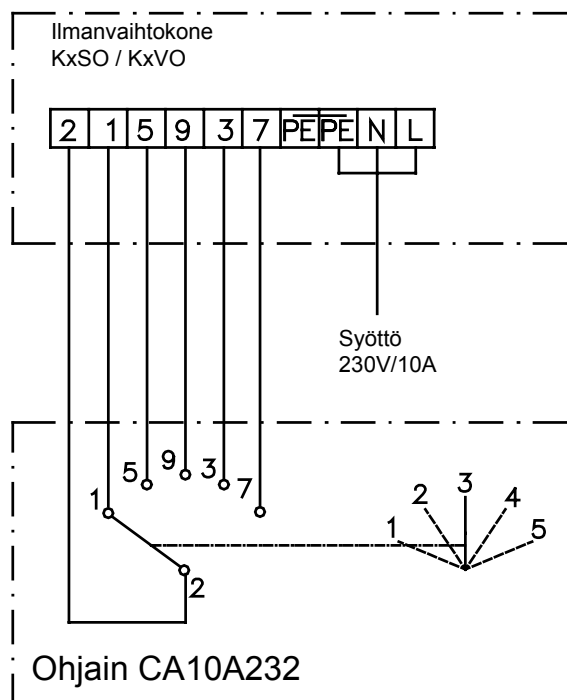 Ilmanvaihtokone
KxSO / KxVO
2 1 5 9 3 7 PE PE N L
Syöttö
230V/10A
5 9 3 7
1
2
1 2 3 4 5
Ohjain CA10A232